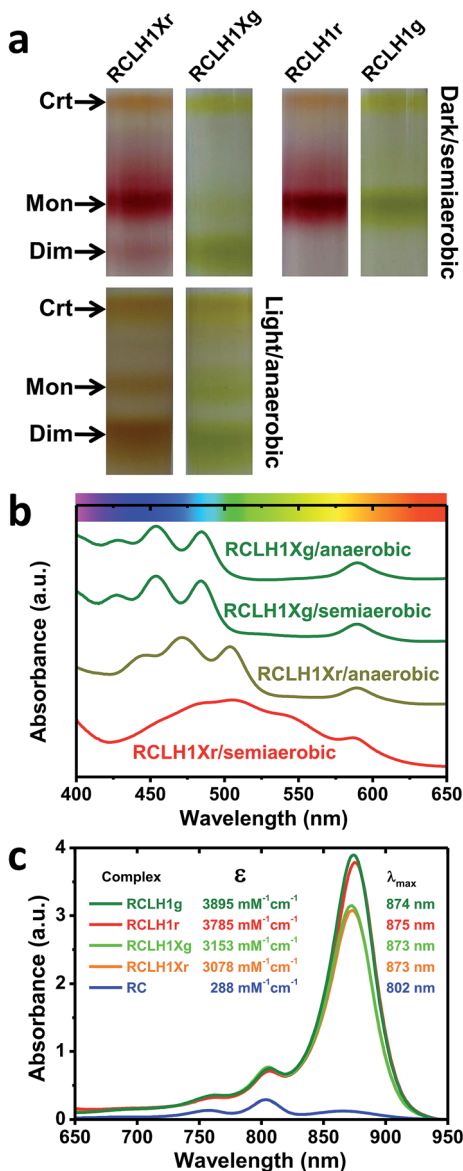 a
RCLH1Xr RCLH1Xg RCLH1r RCLH1g
Crt
Mon
Dim
Dark/semiaerobic
Crt
Mon
Dim
Light/anaerobic
b
RCLH1Xg/anaerobic
RCLH1Xg/semiaerobic
RCLH1Xr/anaerobic
RCLH1Xr/semiaerobic
Absorbance (a.u.)
400 450 500 550 600 650
Wavelength (nm)
c
Complex ε λmax
RCLH1g 3895 mM⁻¹cm⁻¹ 874 nm
RCLH1r 3785 mM⁻¹cm⁻¹ 875 nm
RCLH1Xg 3153 mM⁻¹cm⁻¹ 873 nm
RCLH1Xr 3078 mM⁻¹cm⁻¹ 873 nm
RC 288 mM⁻¹cm⁻¹ 802 nm
Absorbance (a.u.)
4
3
2
1
0
650 700 750 800 850 900 950
Wavelength (nm)